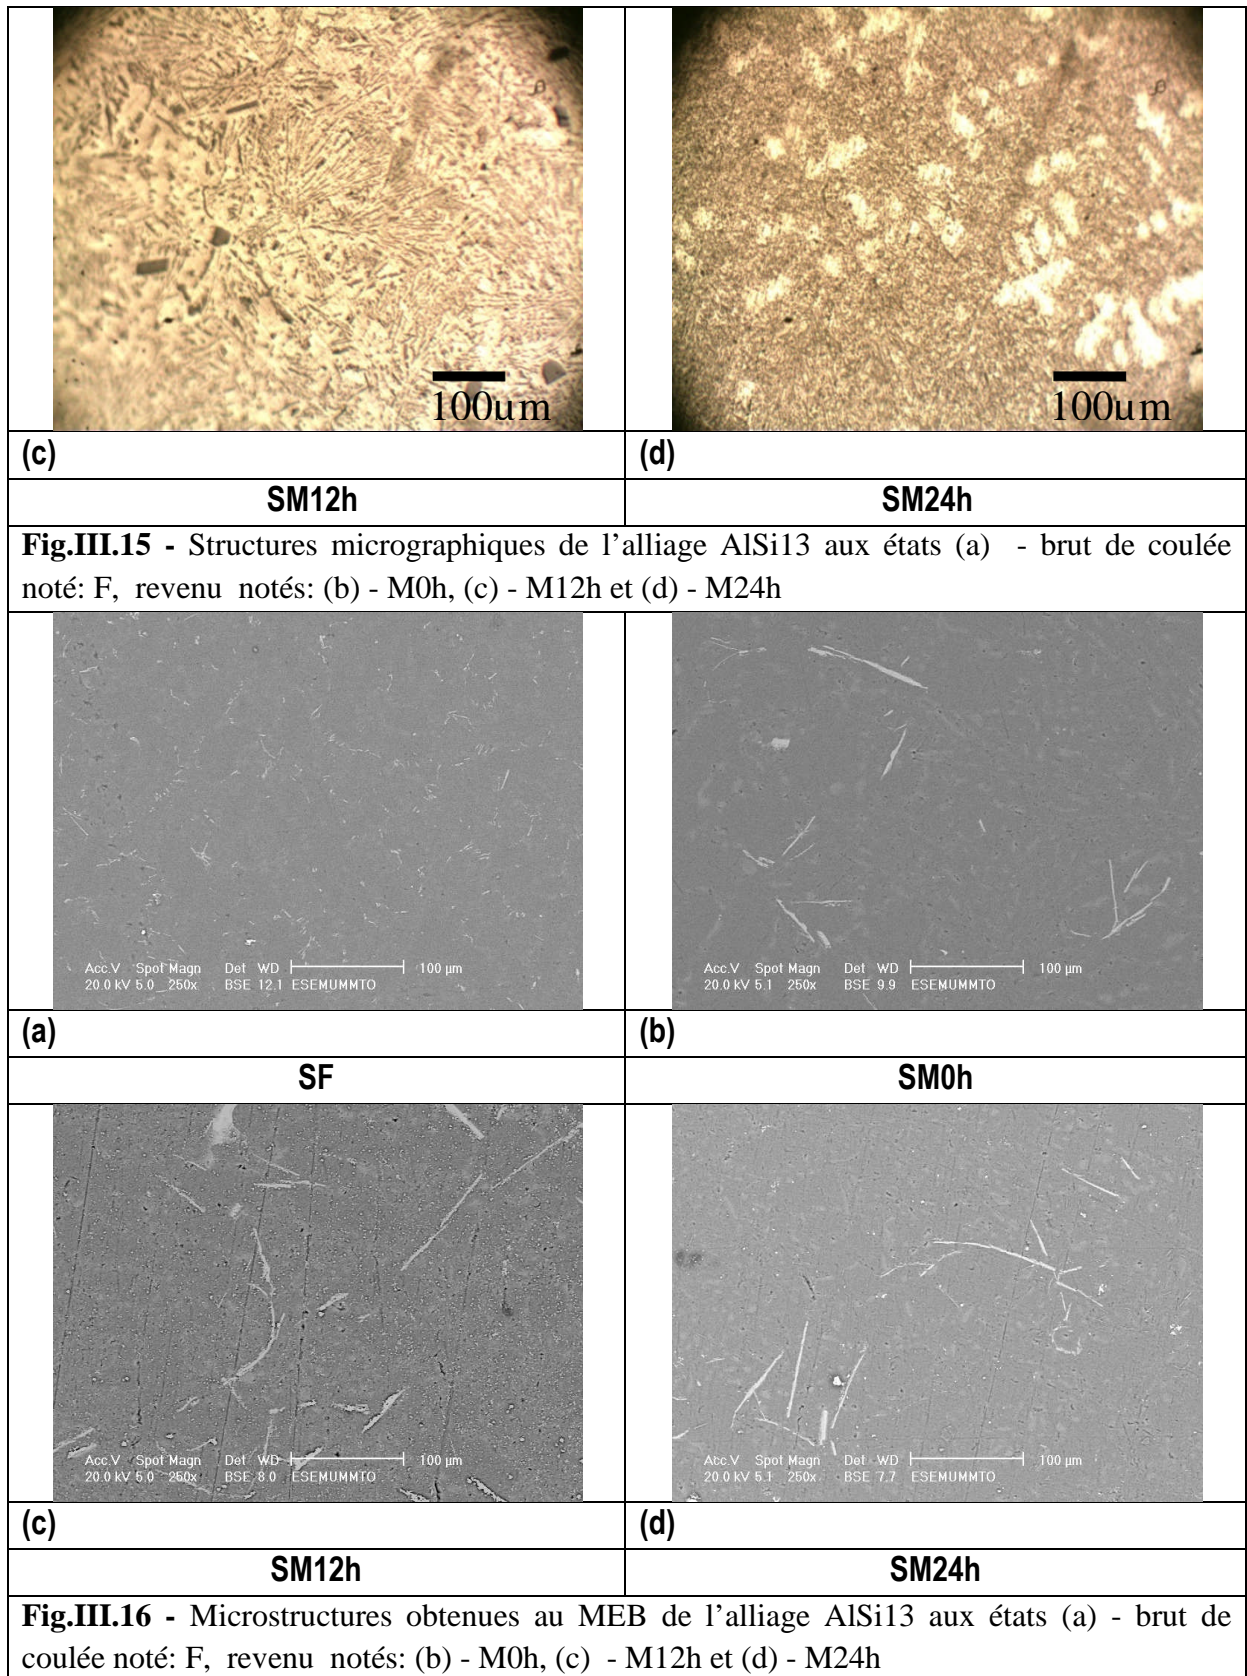 100um
100um
(c)
(d)
SM12h
SM24h
Fig.III.15 - Structures micrographiques de l’alliage AlSi13 aux états (a) - brut de coulée
noté: F, revenu notés: (b) - M0h, (c) - M12h et (d) - M24h
Acc.V Spot Magn Det WD 100 µm
20.0 kV 5.0 250x BSE 12.1 ESEMUMMTO
Acc.V Spot Magn Det WD 100 µm
20.0 kV 5.1 250x BSE 9.9 ESEMUMMTO
(a)
(b)
SF
SM0h
Acc.V Spot Magn Det WD 100 µm
20.0 kV 5.0 250x BSE 8.0 ESEMUMMTO
Acc.V Spot Magn Det WD 100 µm
20.0 kV 5.1 250x BSE 7.7 ESEMUMMTO
(c)
(d)
SM12h
SM24h
Fig.III.16 - Microstructures obtenues au MEB de l’alliage AlSi13 aux états (a) - brut de
coulée noté: F, revenu notés: (b) - M0h, (c) - M12h et (d) - M24h